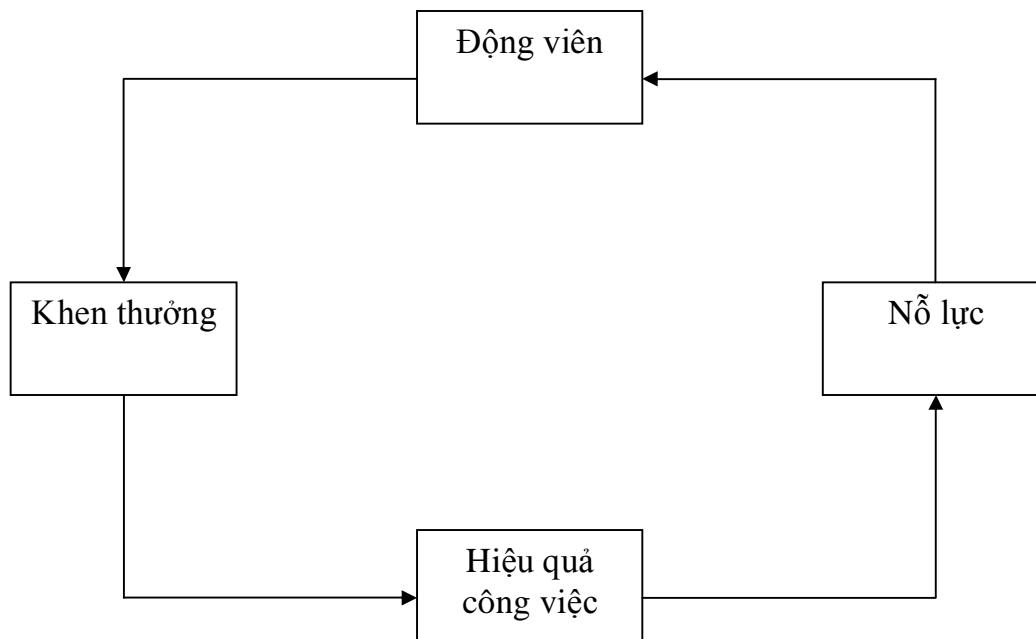 Động viên
Khen thưởng
Nỗ lực
Hiệu quả
công việc